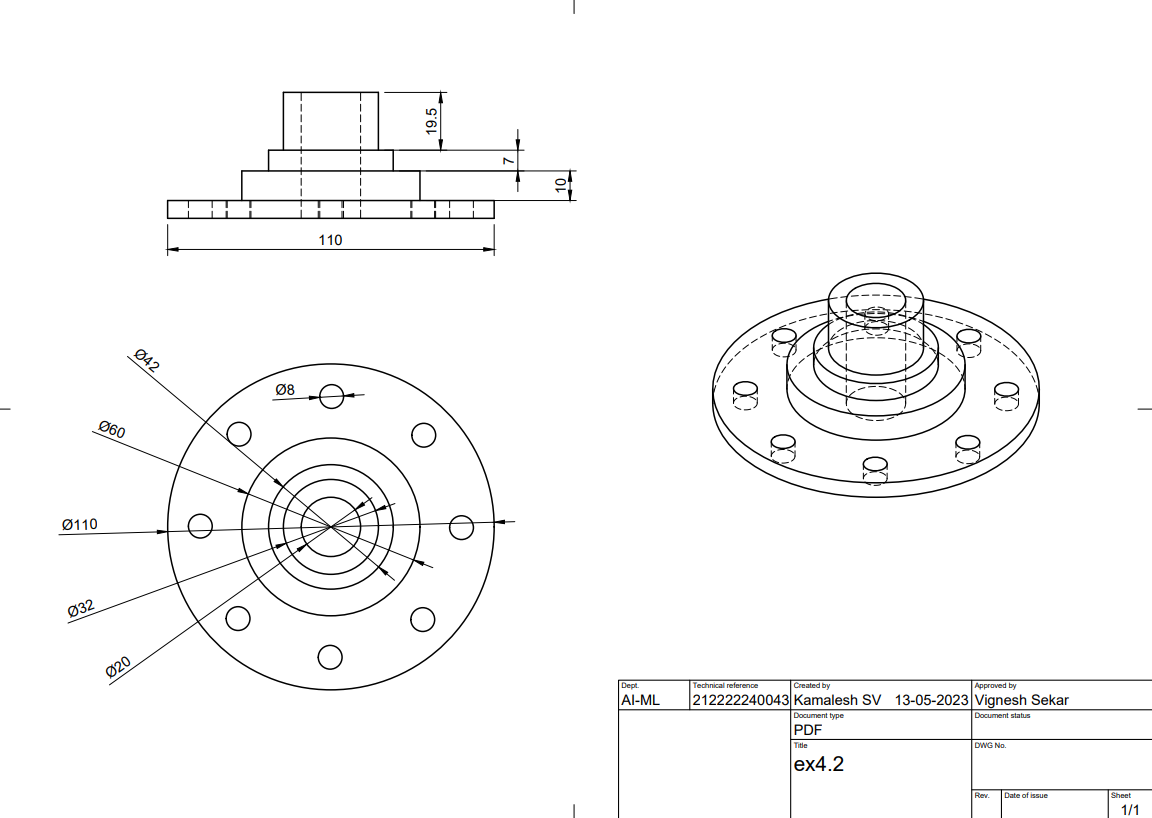 19.5
7
10
110
Ø42
Ø8
Ø60
Ø110
Ø32
Ø20
Dept.
AI-ML
Technical reference
212222240043
Created by
Kamalesh SV 13-05-2023
Approved by
Vignesh Sekar
Document type
PDF
Document status
Title
ex4.2
DWG No.
Rev.
Date of issue
Sheet
1/1